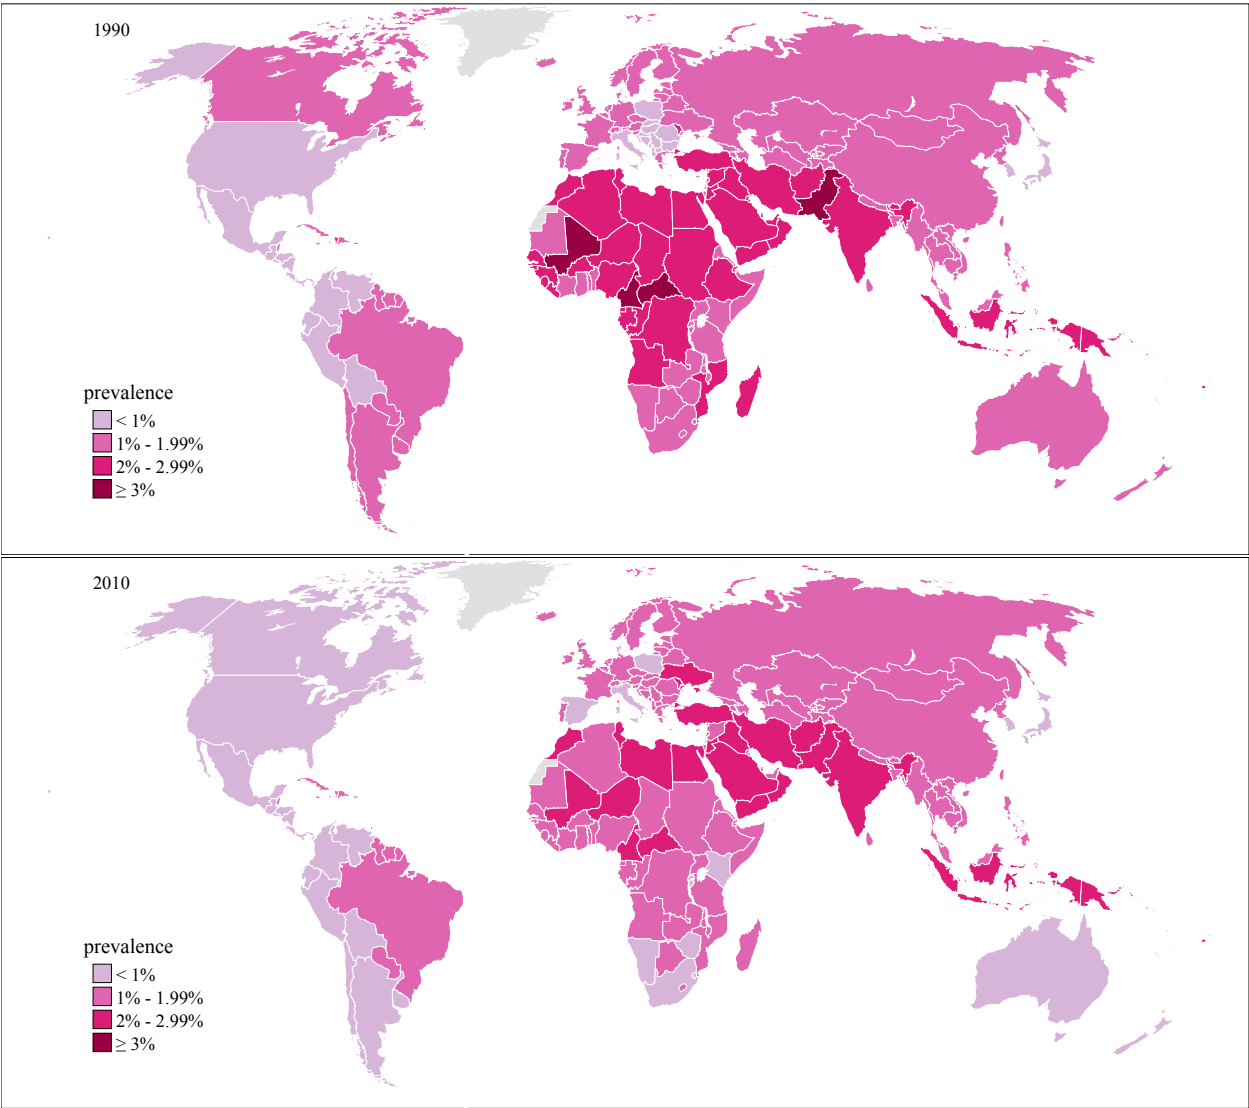 1990
prevalence
< 1%
1% - 1.99%
2% - 2.99%
≥ 3%
2010
prevalence
< 1%
1% - 1.99%
2% - 2.99%
≥ 3%